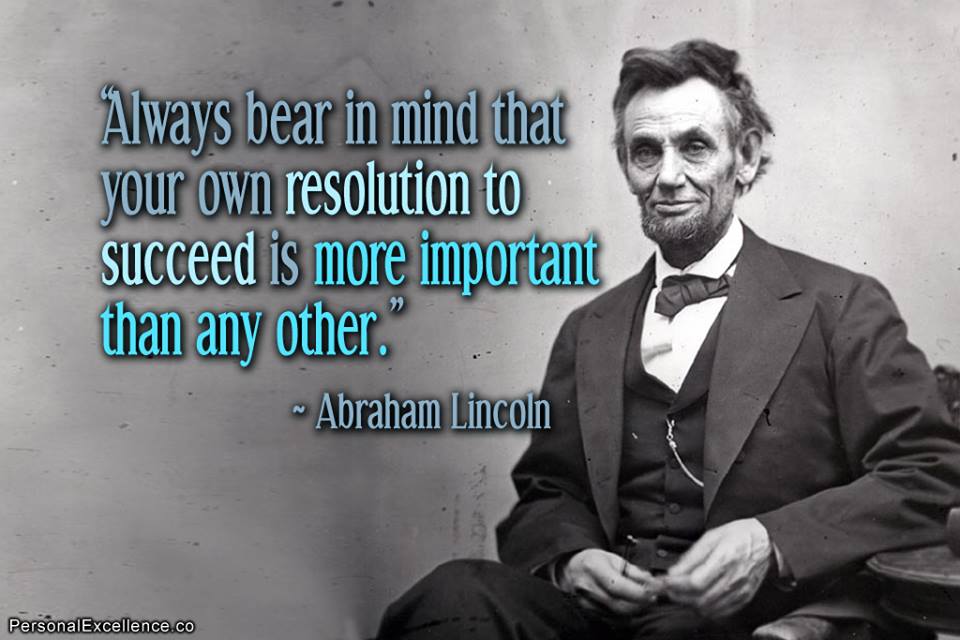 “Always bear in mind that
your own resolution to
succeed is more important
than any other.”
~ Abraham Lincoln
PersonalExcellence.co